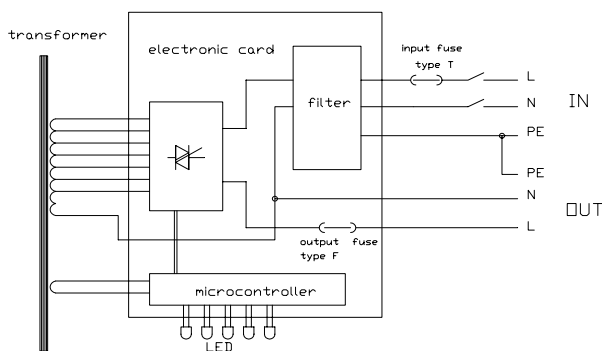 transformer
electronic card
filter
input fuse
type T
L
N
IN
PE
PE
N
OUT
L
output fuse
type F
microcontroller
LED